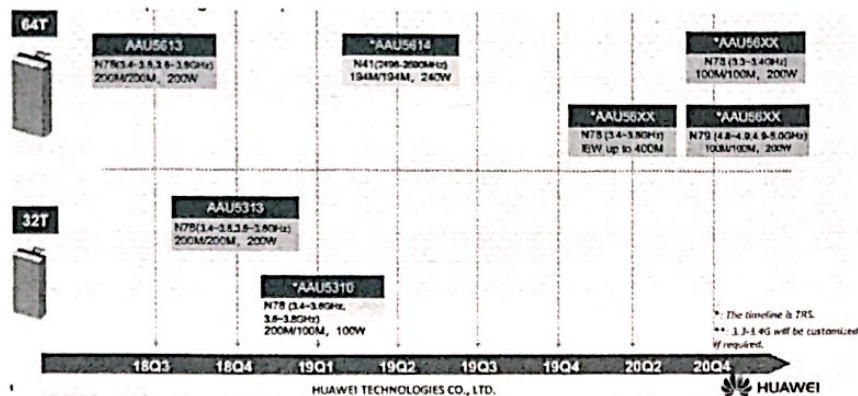 64T
AAU5613
N78(3.4~3.6,3.6~3.8GHz)
200M/200M, 200W
*AAU5614
N41(2496-2690MHz)
194M/194M, 240W
*AAU56XX
N78 (3.3~3.4GHz)
100M/100M, 200W
*AAU56XX
N78 (3.4~3.8GHz)
IBW up to 400M
*AAU56XX
N79 (4.8~4.9,4.9~5.0GHz)
100M/100M, 200W
32T
AAU5313
N78(3.4~3.6,3.6~3.8GHz)
200M/200M, 200W
*AAU5310
N78 (3.4~3.6GHz,
3.6~3.8GHz)
200M/100M, 100W
*: The timeline is TR5.
**: 3.3-3.4G will be customized
if required.
18Q3 18Q4 19Q1 19Q2 19Q3 19Q4 20Q2 20Q4
HUAWEI TECHNOLOGIES CO., LTD.
HUAWEI